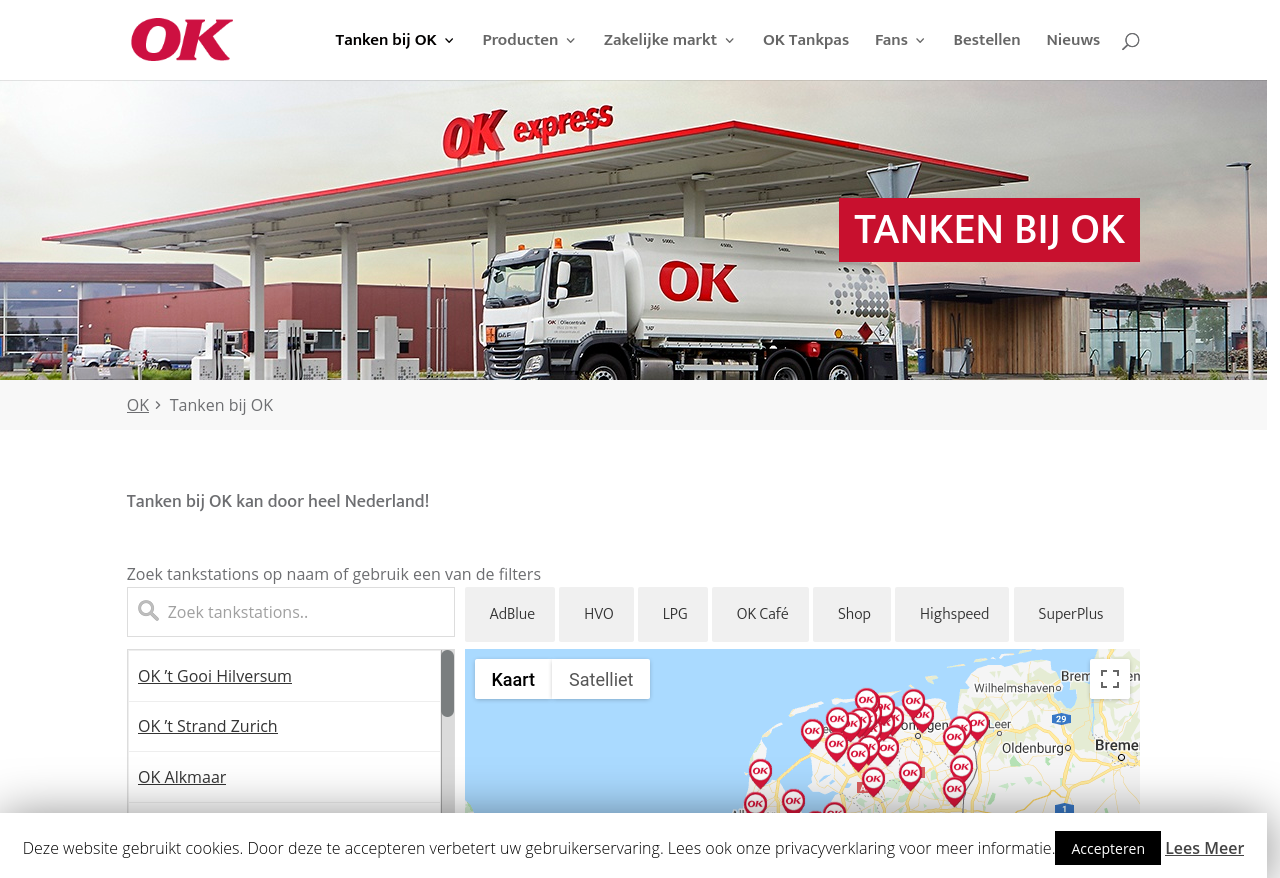 OK
Tanken bij OK
Producten
Zakelijke markt
OK Tankpas
Fans
Bestellen
Nieuws
OK express
TANKEN BIJ OK
OK
346
DAF
OK
Tanken bij OK
Tanken bij OK kan door heel Nederland!
Zoek tankstations op naam of gebruik een van de filters
Zoek tankstations..
AdBlue
HVO
LPG
OK Café
Shop
Highspeed
SuperPlus
OK 't Gooi Hilversum
OK 't Strand Zurich
OK Alkmaar
Kaart
Satelliet
Wilhelmshaven
Leer
29
Oldenburg
1
Deze website gebruikt cookies. Door deze te accepteren verbetert uw gebruikerservaring. Lees ook onze privacyverklaring voor meer informatie.
Accepteren
Lees Meer